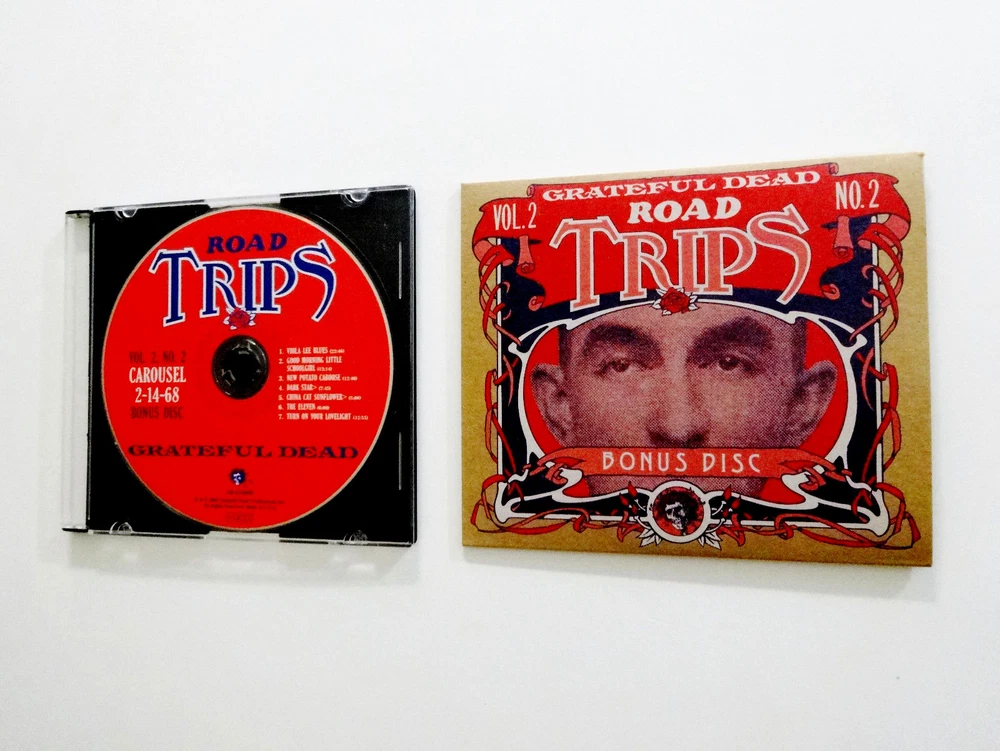 ROAD
TRIPS
VOL. 2, NO. 2
CAROUSEL
2-14-68
BONUS DISC
1. VIOLA LEE BLUES
2. GOOD MORNING LITTLE
SCHOOLGIRL
3. NEW POTATO CABOOSE
4. DARK STAR>
5. CHINA CAT SUNFLOWER>
6. THE ELEVEN
7. TURN ON YOUR LOVELIGHT
GRATEFUL DEAD
GRATEFUL DEAD
VOL. 2
ROAD
NO. 2
TRIPS
BONUS DISC